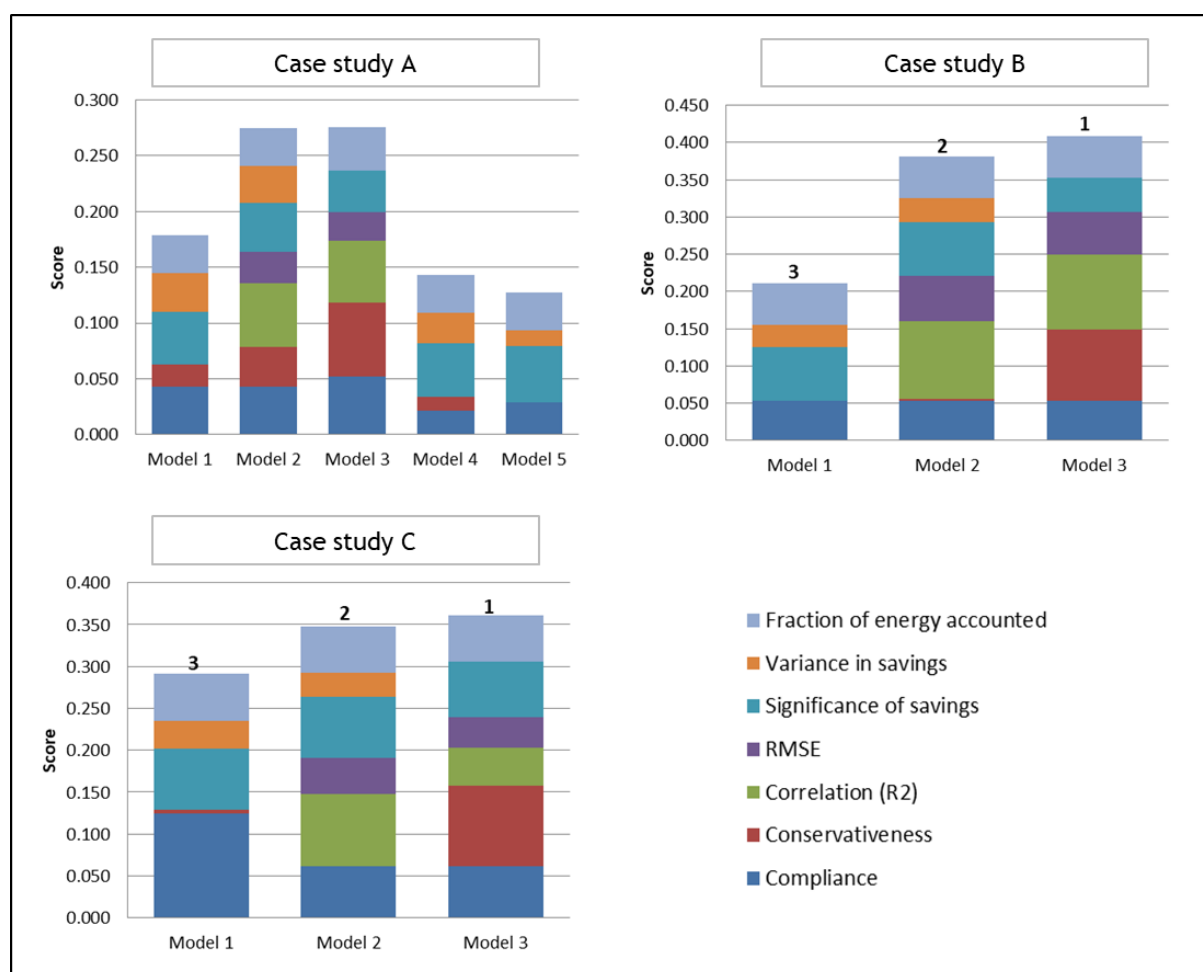 Case study A
0.300
0.250
0.200
0.150
0.100
0.050
0.000
Score
Model 1 Model 2 Model 3 Model 4 Model 5
Case study B
0.450
0.400
0.350
0.300
0.250
0.200
0.150
0.100
0.050
0.000
Score
3 2 1
Model 1 Model 2 Model 3
Case study C
0.400
0.350
0.300
0.250
0.200
0.150
0.100
0.050
0.000
Score
3 2 1
Model 1 Model 2 Model 3
Fraction of energy accounted
Variance in savings
Significance of savings
RMSE
Correlation (R2)
Conservativeness
Compliance